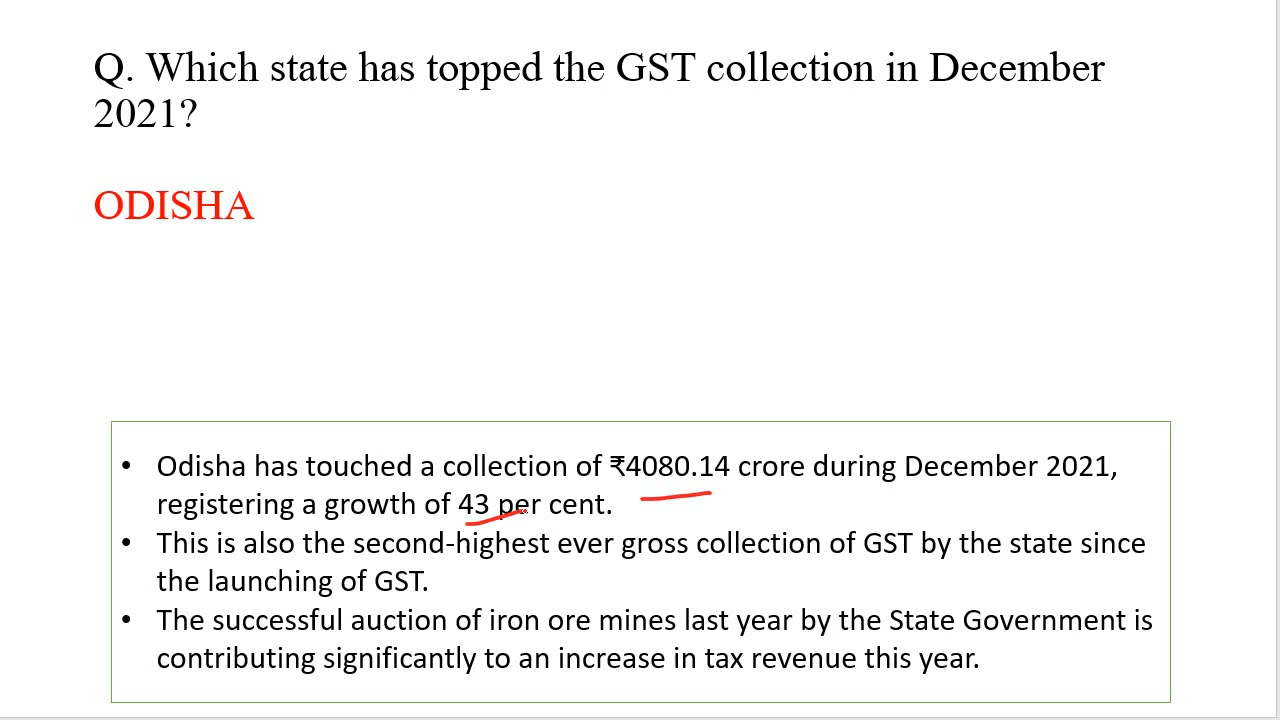 Q. Which state has topped the GST collection in December
2021?
ODISHA
• Odisha has touched a collection of ₹4080.14 crore during December 2021,
registering a growth of 43 per cent.
• This is also the second-highest ever gross collection of GST by the state since
the launching of GST.
• The successful auction of iron ore mines last year by the State Government is
contributing significantly to an increase in tax revenue this year.